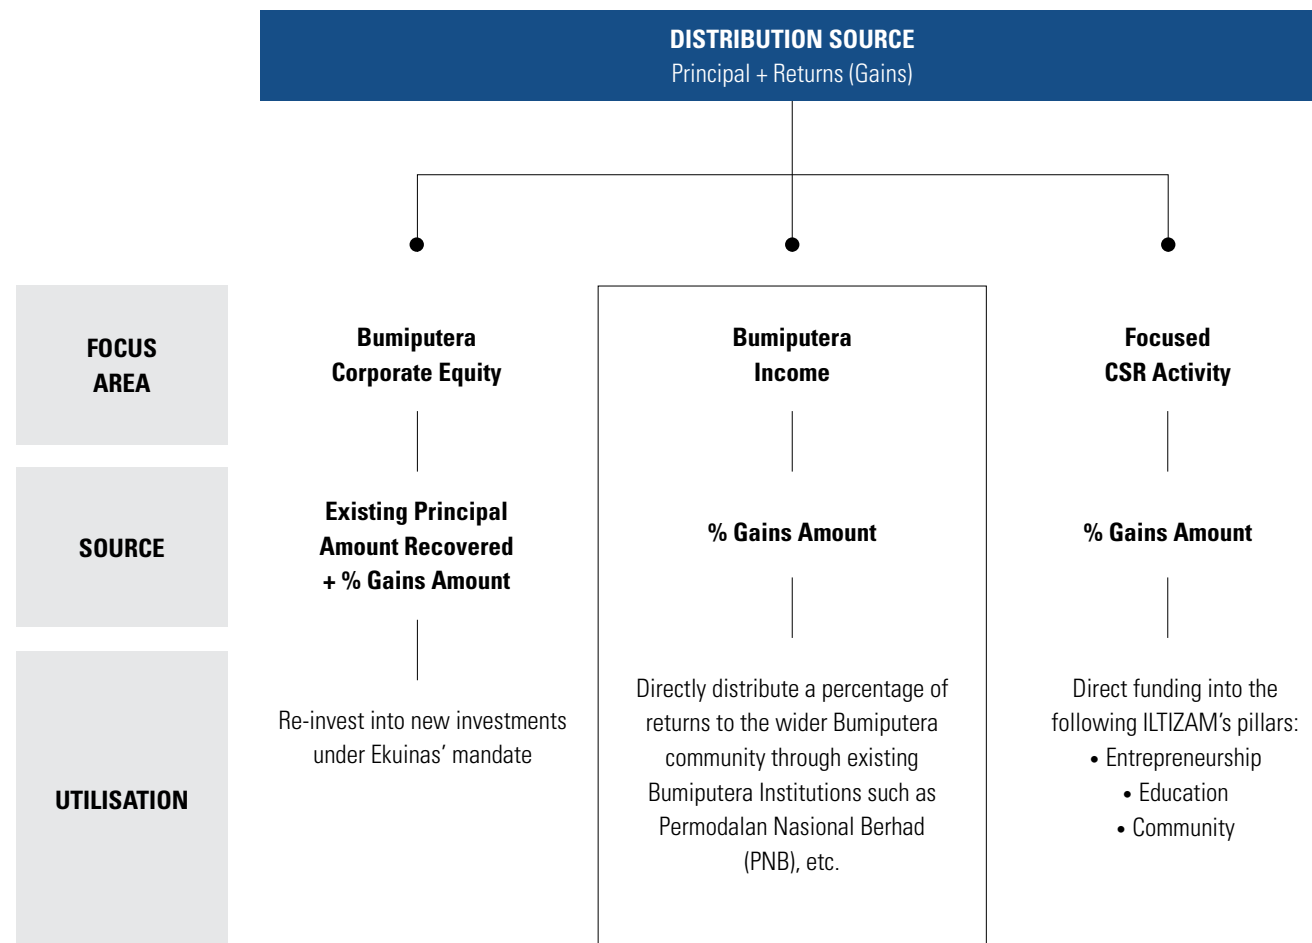 DISTRIBUTION SOURCE
Principal + Returns (Gains)
FOCUS
AREA
Bumiputera
Corporate Equity
Bumiputera
Income
Focused
CSR Activity
SOURCE
Existing Principal
Amount Recovered
+ % Gains Amount
% Gains Amount
% Gains Amount
UTILISATION
Re-invest into new investments
under Ekuinas’ mandate
Directly distribute a percentage of
returns to the wider Bumiputera
community through existing
Bumiputera Institutions such as
Permodalan Nasional Berhad
(PNB), etc.
Direct funding into the
following ILTIZAM’s pillars:
• Entrepreneurship
• Education
• Community